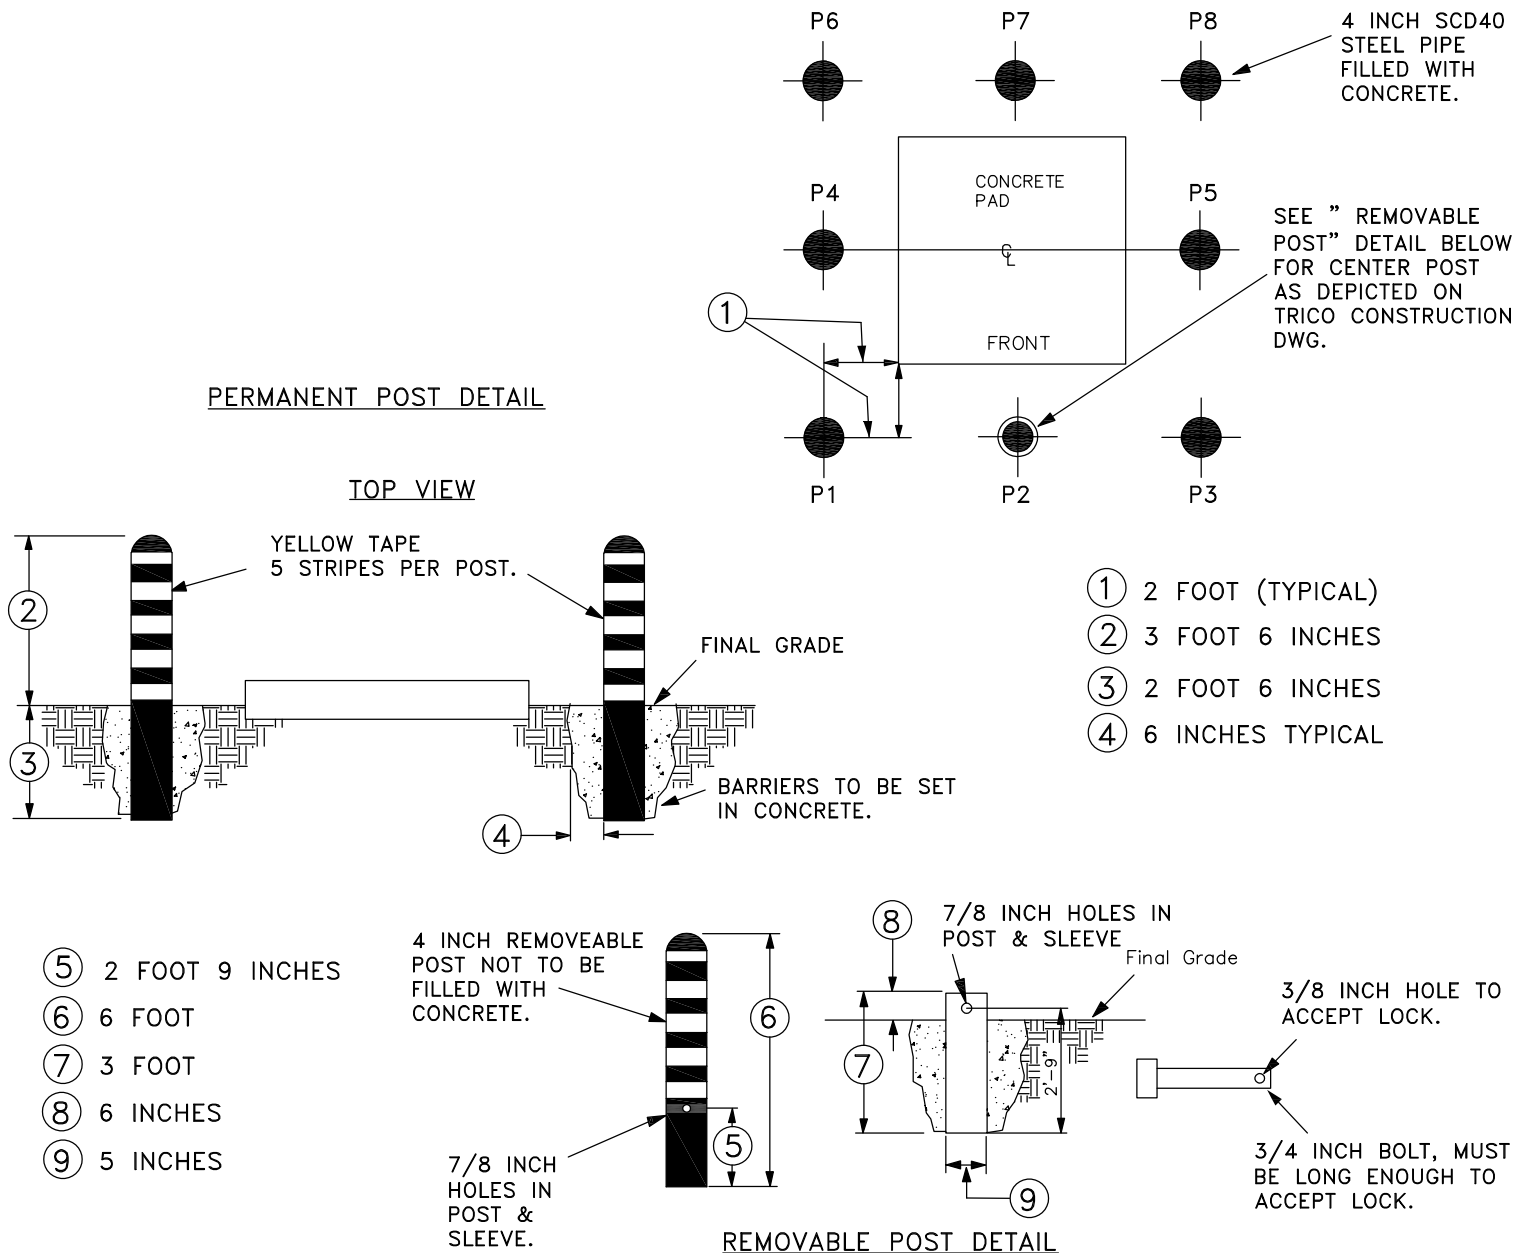 P6
P7
P8
4 INCH SCD40
STEEL PIPE
FILLED WITH
CONCRETE.
P4
CONCRETE
PAD
P5
SEE ” REMOVABLE
POST” DETAIL BELOW
FOR CENTER POST
AS DEPICTED ON
TRICO CONSTRUCTION
DWG.
CL
1
FRONT
P1
P2
P3
PERMANENT POST DETAIL
TOP VIEW
YELLOW TAPE
5 STRIPES PER POST.
2
FINAL GRADE
3
BARRIERS TO BE SET
IN CONCRETE.
4
1 2 FOOT (TYPICAL)
2 3 FOOT 6 INCHES
3 2 FOOT 6 INCHES
4 6 INCHES TYPICAL
5 2 FOOT 9 INCHES
6 6 FOOT
7 3 FOOT
8 6 INCHES
9 5 INCHES
4 INCH REMOVEABLE
POST NOT TO BE
FILLED WITH
CONCRETE.
6
5
7/8 INCH
HOLES IN
POST &
SLEEVE.
8
7/8 INCH HOLES IN
POST & SLEEVE
Final Grade
7
2'-9"
9
3/8 INCH HOLE TO
ACCEPT LOCK.
3/4 INCH BOLT, MUST
BE LONG ENOUGH TO
ACCEPT LOCK.
REMOVABLE POST DETAIL